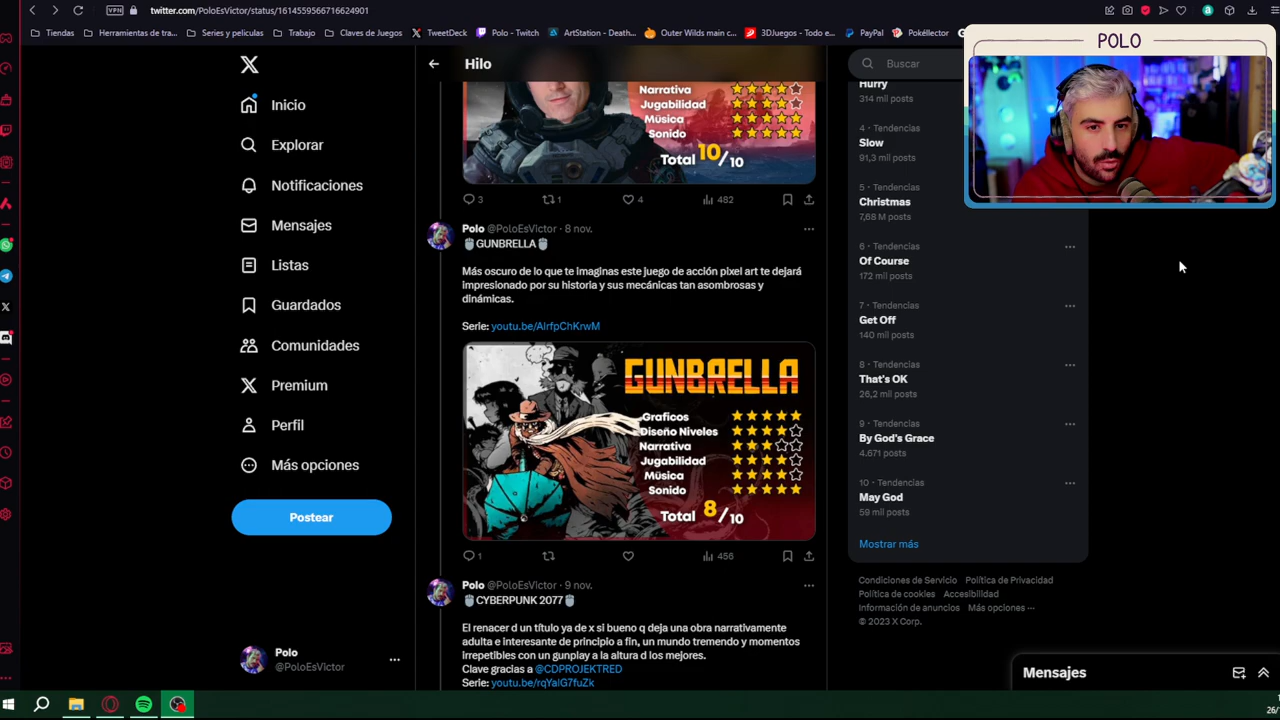 twitter.com/PoloEsVictor/status/1614559566716624901
VPN
Tiendas
Herramientas de tra...
Series y peliculas
Trabajo
Claves de Juegos
TweetDeck
Polo - Twitch
ArtStation - Death...
Outer Wilds main c...
3DJuegos - Todo e...
PayPal
Pokéllector
POLO
Inicio
Explorar
Notificaciones
Mensajes
Listas
Guardados
Comunidades
Premium
Perfil
Más opciones
Postear
Polo
@PoloEsVictor
Hilo
Narrativa
Jugabilidad
Música
Sonido
Total 10/10
3
1
4
482
Polo @PoloEsVictor · 8 nov.
GUNBRELLA
Más oscuro de lo que te imaginas este juego de acción pixel art te dejará
impresionado por su historia y sus mecánicas tan asombrosas y
dinámicas.
Serie: youtu.be/AIrfpChKrwM
GUNBRELLA
Graficos
Diseño Niveles
Narrativa
Jugabilidad
Música
Sonido
Total 8/10
1
456
Polo @PoloEsVictor · 9 nov.
CYBERPUNK 2077
El renacer d un título ya de x si bueno q deja una obra narrativamente
adulta e interesante de principio a fin, un mundo tremendo y momentos
irrepetibles con un gunplay a la altura d los mejores.
Clave gracias a @CDPROJEKTRED
Serie: youtu.be/rqYalG7fuZk
Buscar
Hurry
314 mil posts
4 · Tendencias
Slow
91,3 mil posts
5 · Tendencias
Christmas
7,68 M posts
6 · Tendencias
Of Course
172 mil posts
7 · Tendencias
Get Off
140 mil posts
8 · Tendencias
That's OK
26,2 mil posts
9 · Tendencias
By God's Grace
4.671 posts
10 · Tendencias
May God
59 mil posts
Mostrar más
Condiciones de Servicio Política de Privacidad
Política de cookies Accesibilidad
Información de anuncios Más opciones ···
© 2023 X Corp.
Mensajes
26/